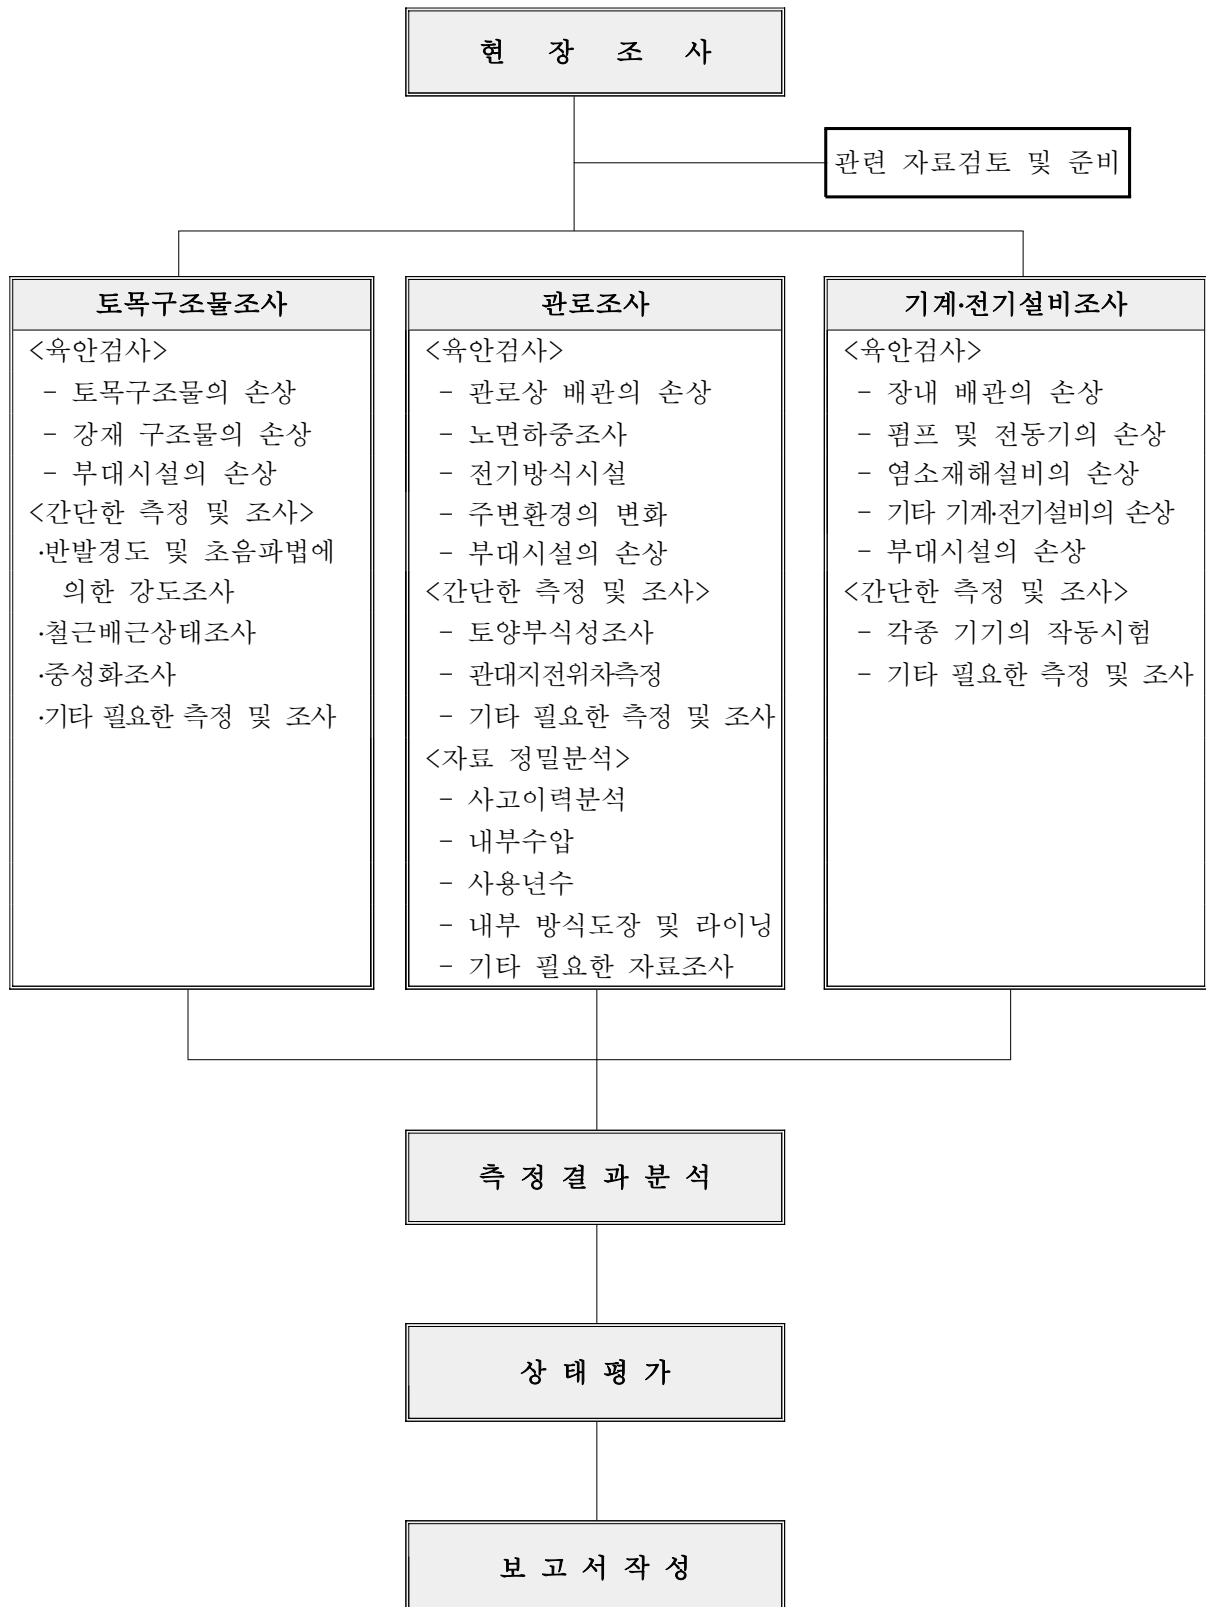 현 장 조 사
관련 자료검토 및 준비
토목구조물조사
<육안검사>
- 토목구조물의 손상
- 강재 구조물의 손상
- 부대시설의 손상
<간단한 측정 및 조사>
·반발경도 및 초음파법에
의한 강도조사
·철근배근상태조사
·중성화조사
·기타 필요한 측정 및 조사
관로조사
<육안검사>
- 관로상 배관의 손상
- 노면하중조사
- 전기방식시설
- 주변환경의 변화
- 부대시설의 손상
<간단한 측정 및 조사>
- 토양부식성조사
- 관대지전위차측정
- 기타 필요한 측정 및 조사
<자료 정밀분석>
- 사고이력분석
- 내부수압
- 사용년수
- 내부 방식도장 및 라이닝
- 기타 필요한 자료조사
기계·전기설비조사
<육안검사>
- 장내 배관의 손상
- 펌프 및 전동기의 손상
- 염소재해설비의 손상
- 기타 기계·전기설비의 손상
- 부대시설의 손상
<간단한 측정 및 조사>
- 각종 기기의 작동시험
- 기타 필요한 측정 및 조사
측 정 결 과 분 석
상 태 평 가
보 고 서 작 성